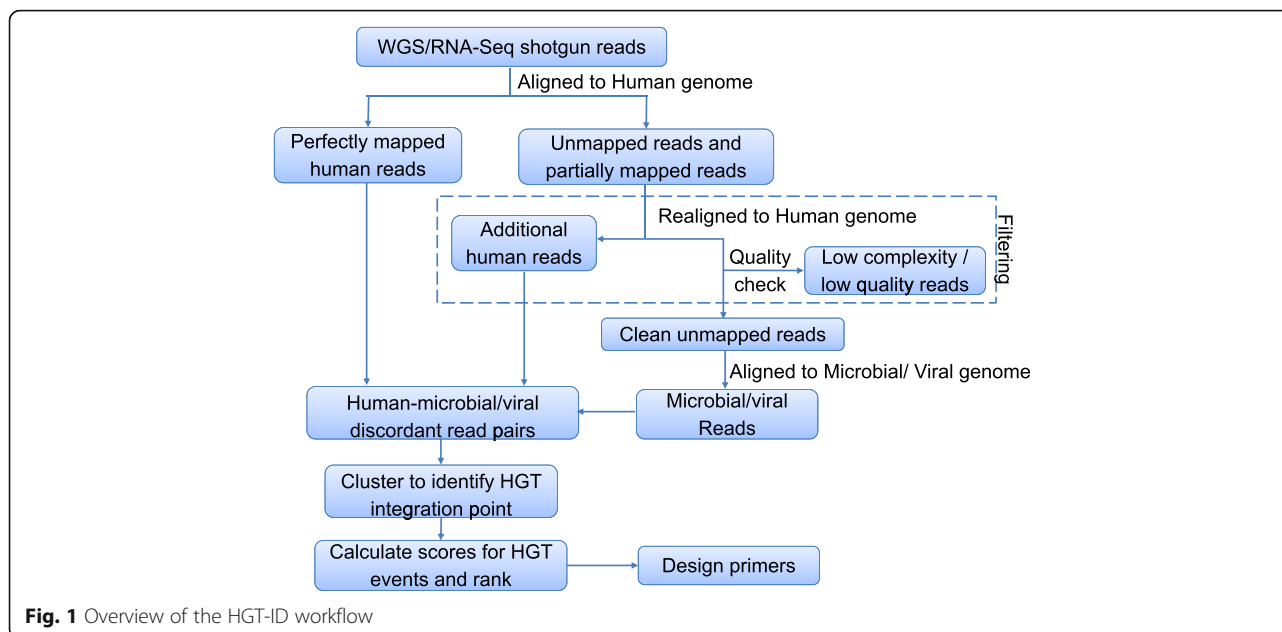 WGS/RNA-Seq shotgun reads
Aligned to Human genome
Perfectly mapped
human reads
Unmapped reads and
partially mapped reads
Realigned to Human genome
Filtering
Additional
human reads
Quality
check
Low complexity /
low quality reads
Clean unmapped reads
Aligned to Microbial/ Viral genome
Human-microbial/viral
discordant read pairs
Microbial/viral
Reads
Cluster to identify HGT
integration point
Calculate scores for HGT
events and rank
Design primers
Fig. 1 Overview of the HGT-ID workflow